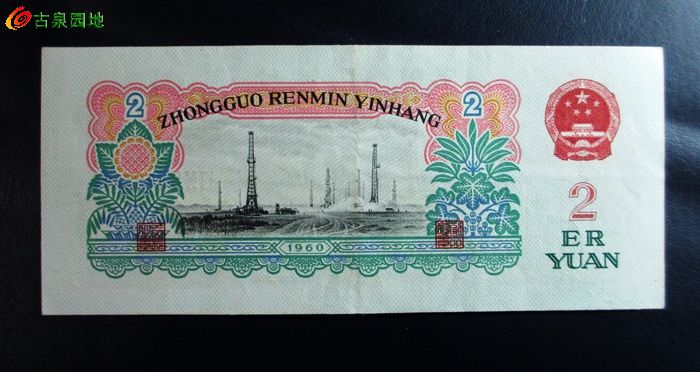 古泉园地
2
2
ZHONGGUO RENMIN YINHANG
1960
2
ER
YUAN